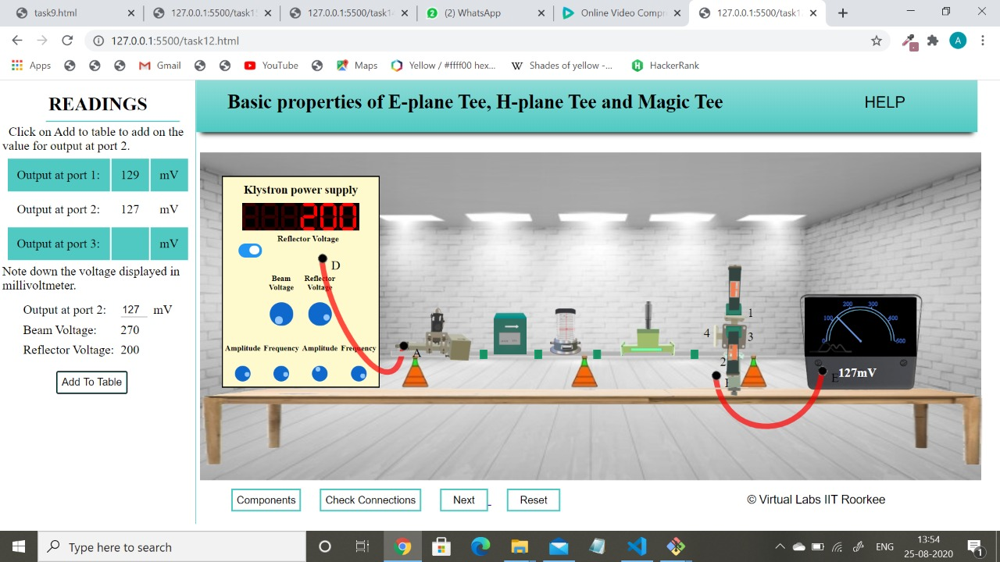 task9.html
127.0.0.1:5500/task1
127.0.0.1:5500/task1
(2) WhatsApp
Online Video Compr
127.0.0.1:5500/task1
127.0.0.1:5500/task12.html
A
Apps
Gmail
YouTube
Maps
Yellow / #ffff00 hex...
W
Shades of yellow -...
HackerRank
READINGS
Basic properties of E-plane Tee, H-plane Tee and Magic Tee
HELP
Click on Add to table to add on the
value for output at port 2.
Output at port 1: 129 mV
Output at port 2: 127 mV
Output at port 3: mV
Note down the voltage displayed in
millivoltmeter.
Output at port 2: 127 mV
Beam Voltage: 270
Reflector Voltage: 200
Add To Table
Klystron power supply
200
Reflector Voltage
D
Beam
Voltage
Reflector
Voltage
Amplitude Frequency Amplitude Frequency
A
1
4
3
2
0
100
200
300
400
500
E
127mV
Components
Check Connections
Next
Reset
© Virtual Labs IIT Roorkee
Type here to search
ENG
13:54
25-08-2020
1